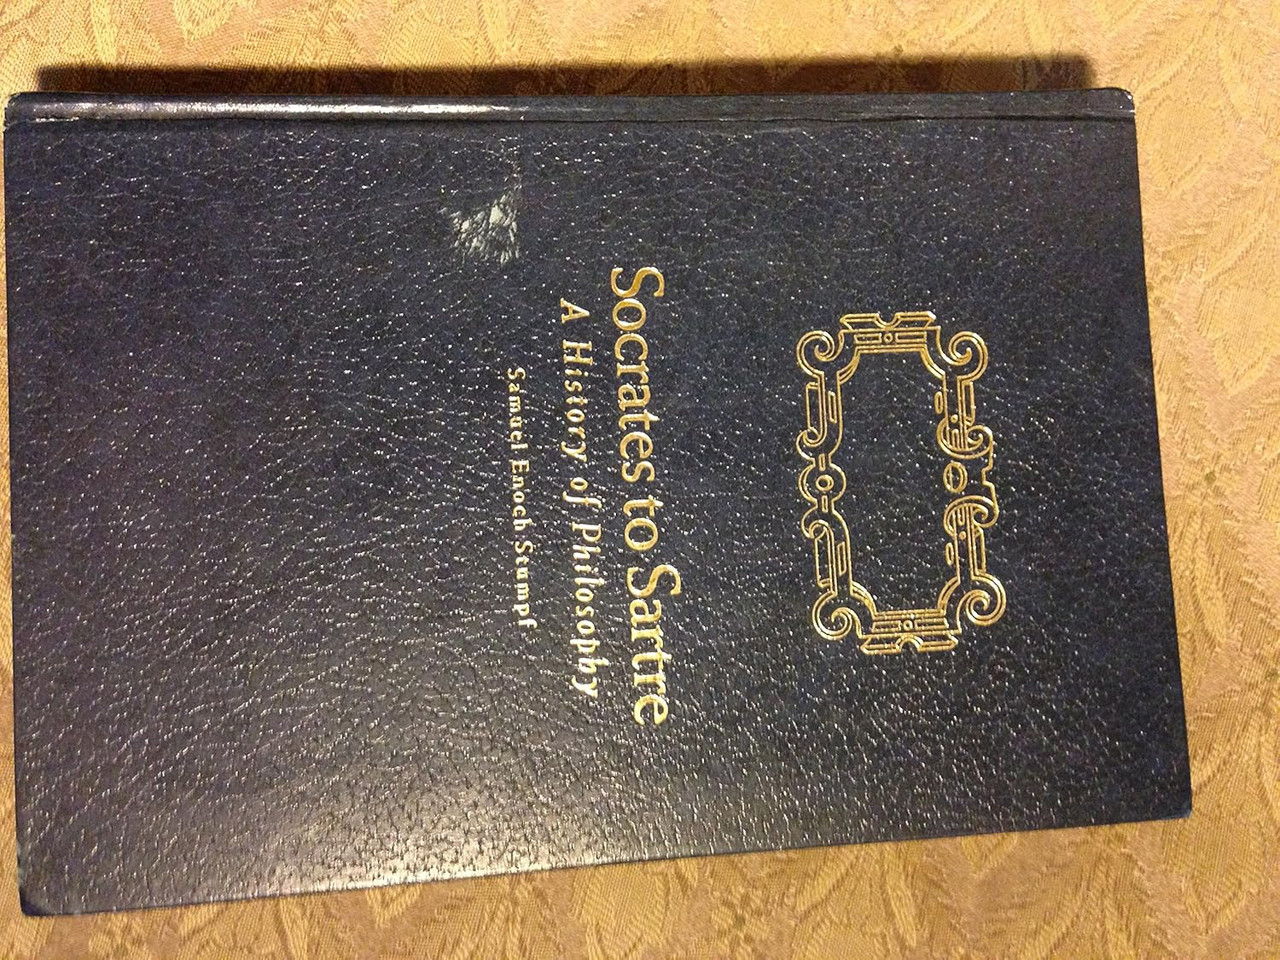 Socrates to Sartre
A History of Philosophy
Samuel Enoch Stumpf